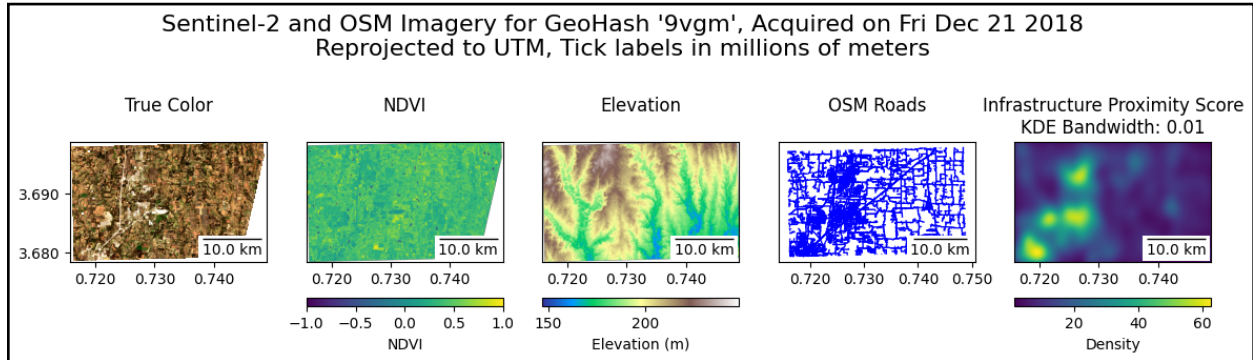 Sentinel-2 and OSM Imagery for GeoHash '9vgm', Acquired on Fri Dec 21 2018
Reprojected to UTM, Tick labels in millions of meters
True Color
NDVI
Elevation
OSM Roads
Infrastructure Proximity Score
KDE Bandwidth: 0.01
3.690
3.680
10.0 km
10.0 km
10.0 km
10.0 km
10.0 km
0.720 0.730 0.740
0.720 0.730 0.740
0.720 0.730 0.740
0.720 0.730 0.740 0.750
0.720 0.730 0.740
−1.0 −0.5 0.0 0.5 1.0
NDVI
150 200
Elevation (m)
20 40 60
Density